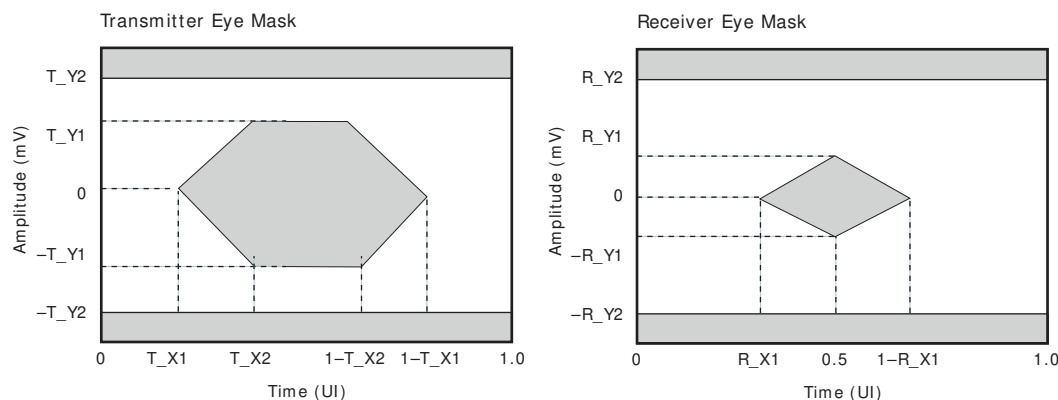 Transmitter Eye Mask
T_Y2
T_Y1
0
–T_Y1
–T_Y2
Amplitude (mV)
0
T_X1
T_X2
1–T_X2
1–T_X1
1.0
Time (UI)
Receiver Eye Mask
R_Y2
R_Y1
0
–R_Y1
–R_Y2
Amplitude (mV)
0
R_X1
0.5
1–R_X1
1.0
Time (UI)